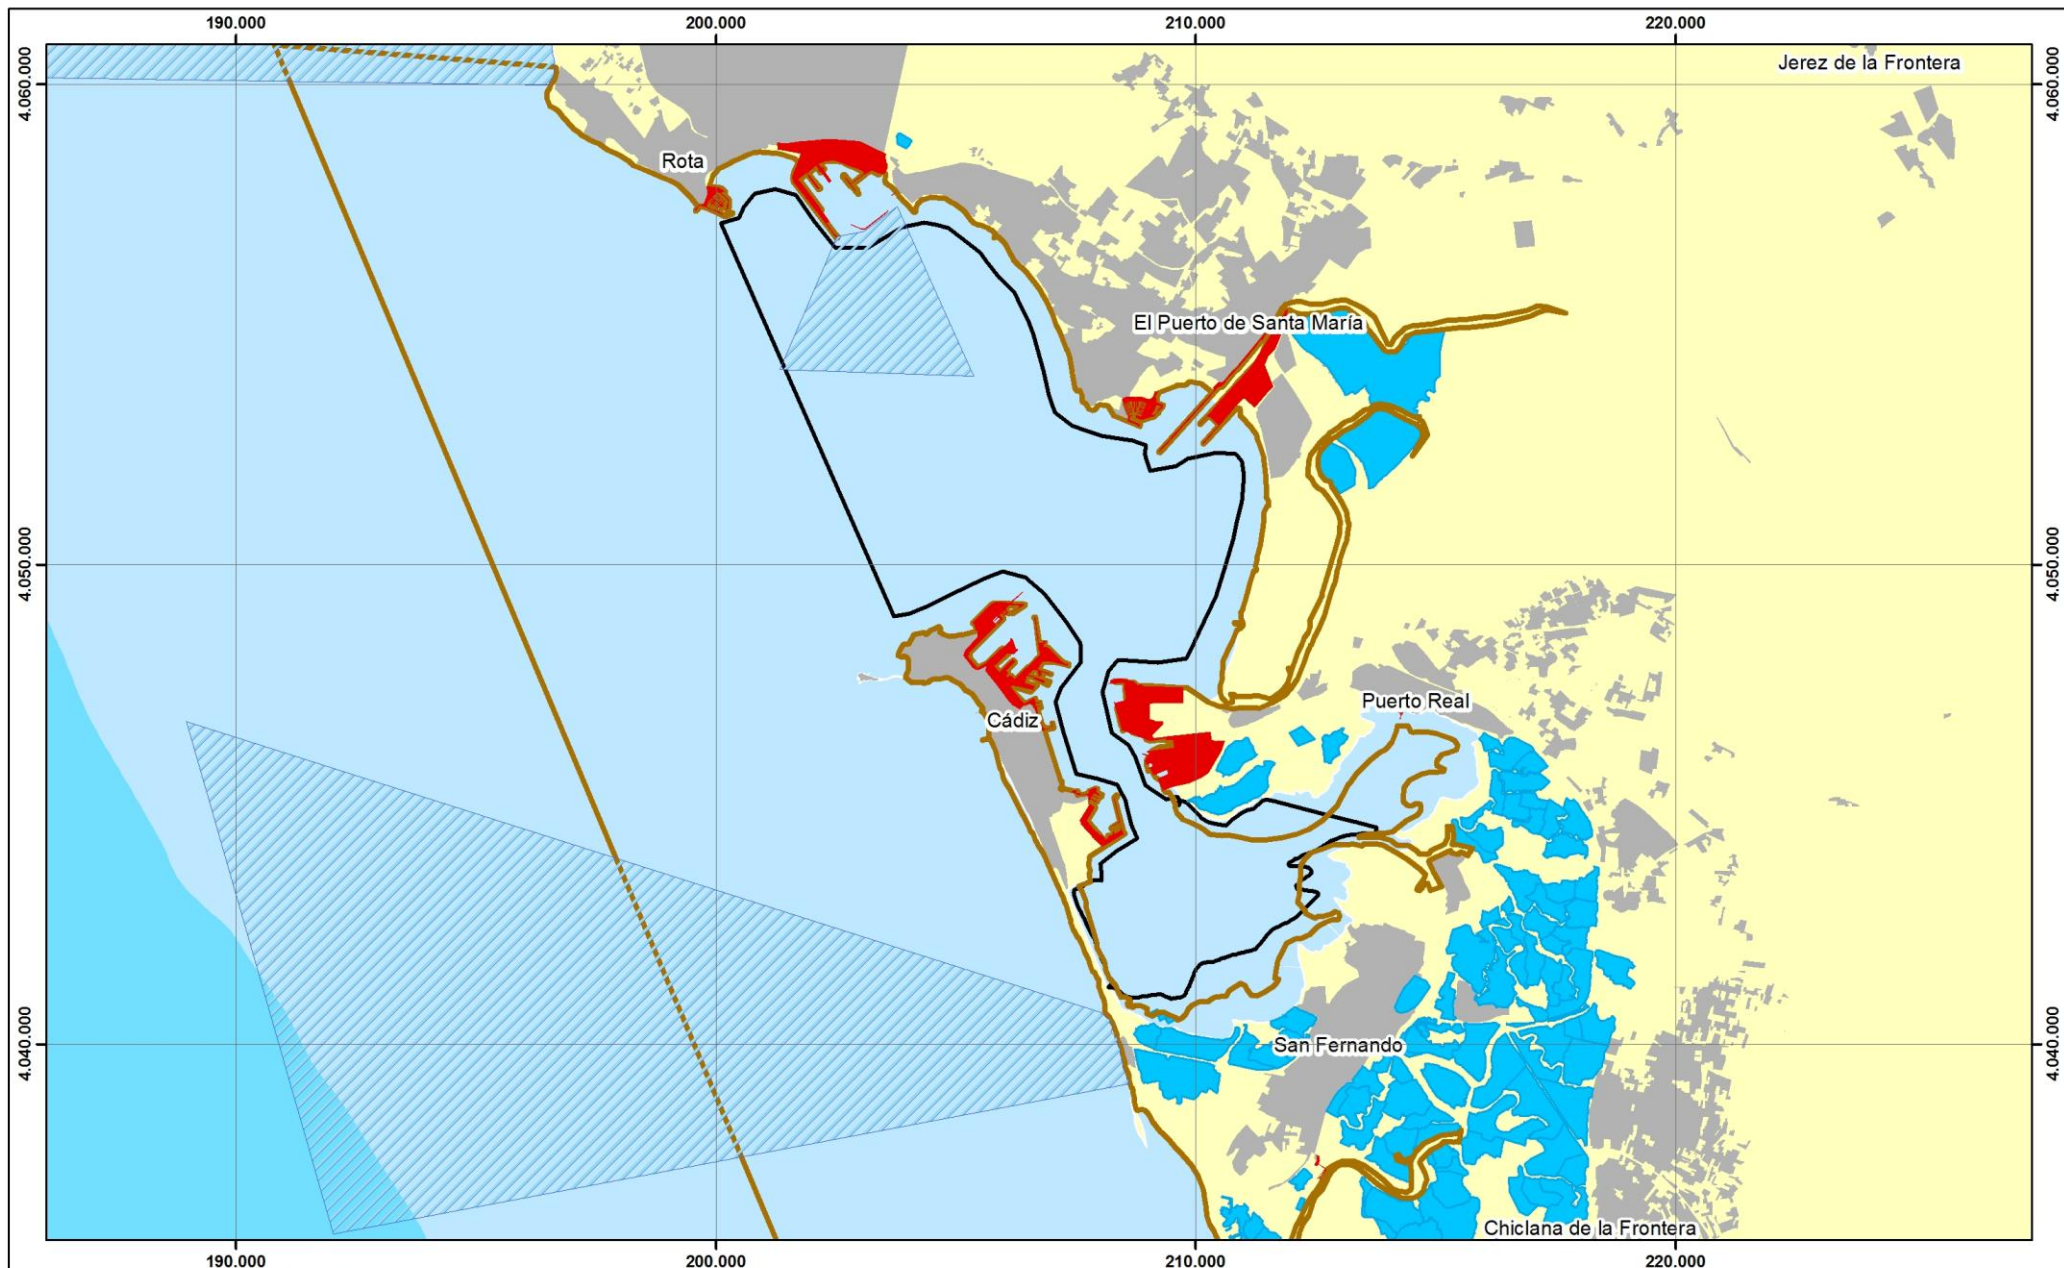 190.000
200.000
210.000
220.000
Jerez de la Frontera
4.060.000
4.060.000
Rota
El Puerto de Santa María
4.050.000
4.050.000
Puerto Real
Cádiz
4.040.000
San Fernando
4.040.000
Chiclana de la Frontera
190.000
200.000
210.000
220.000